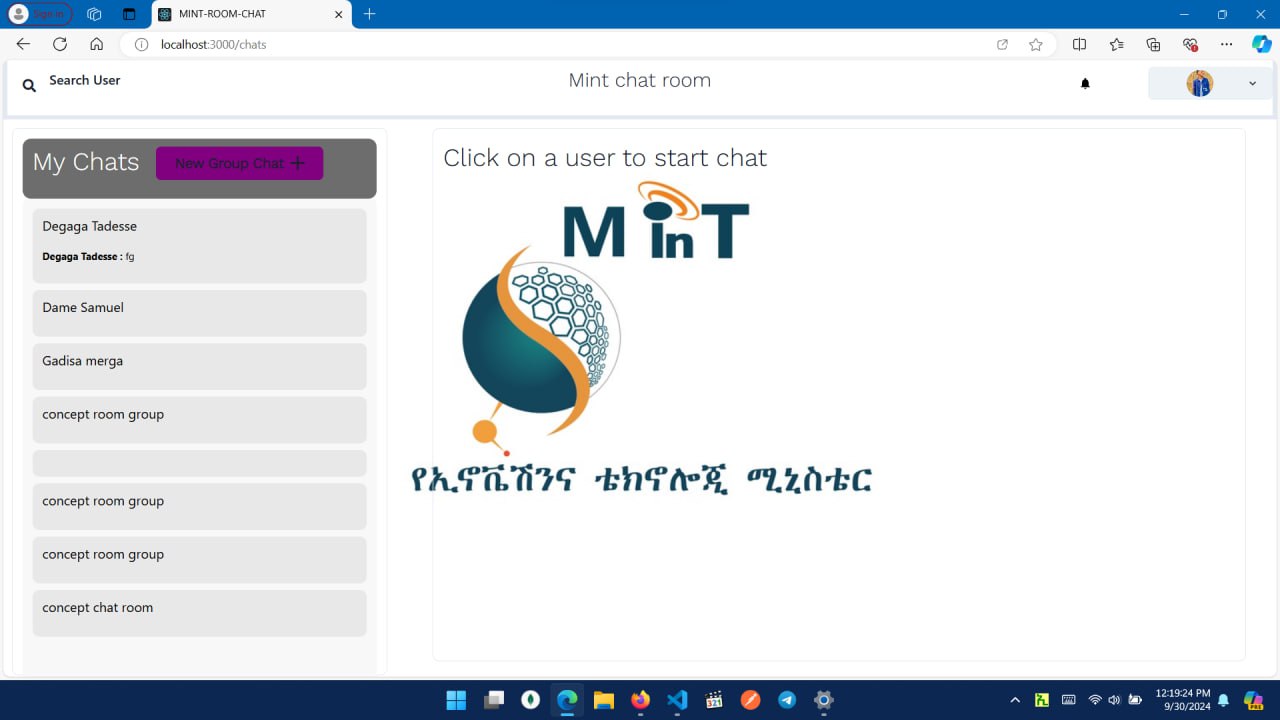 Sign in
MINT-ROOM-CHAT
localhost:3000/chats
Search User
Mint chat room
My Chats
New Group Chat +
Click on a user to start chat
Degaga Tadesse
Degaga Tadesse : fg
Dame Samuel
Gadisa merga
concept room group
concept room group
concept room group
concept chat room
MinT
የኢኖቬሽንና ቴክኖሎጂ ሚኒስቴር
321
12:19:24 PM
9/30/2024